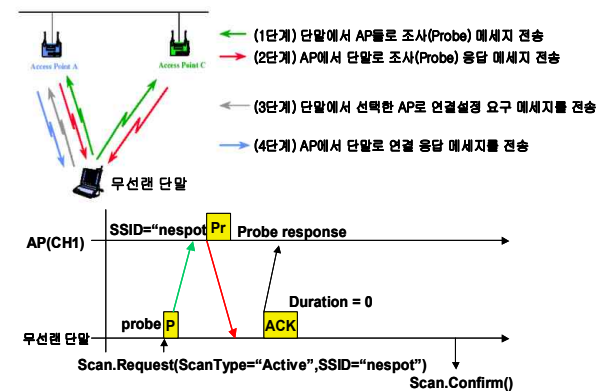 Access Point A
Access Point C
(1단계) 단말에서 AP들로 조사(Probe) 메세지 전송
(2단계) AP에서 단말로 조사(Probe) 응답 메세지 전송
(3단계) 단말에서 선택한 AP로 연결설정 요구 메세지를 전송
(4단계) AP에서 단말로 연결 응답 메세지를 전송
무선랜 단말
SSID="nespot
Pr
Probe response
AP(CH1)
Duration = 0
probe
P
ACK
무선랜 단말
Scan.Request(ScanType="Active",SSID="nespot")
Scan.Confirm()